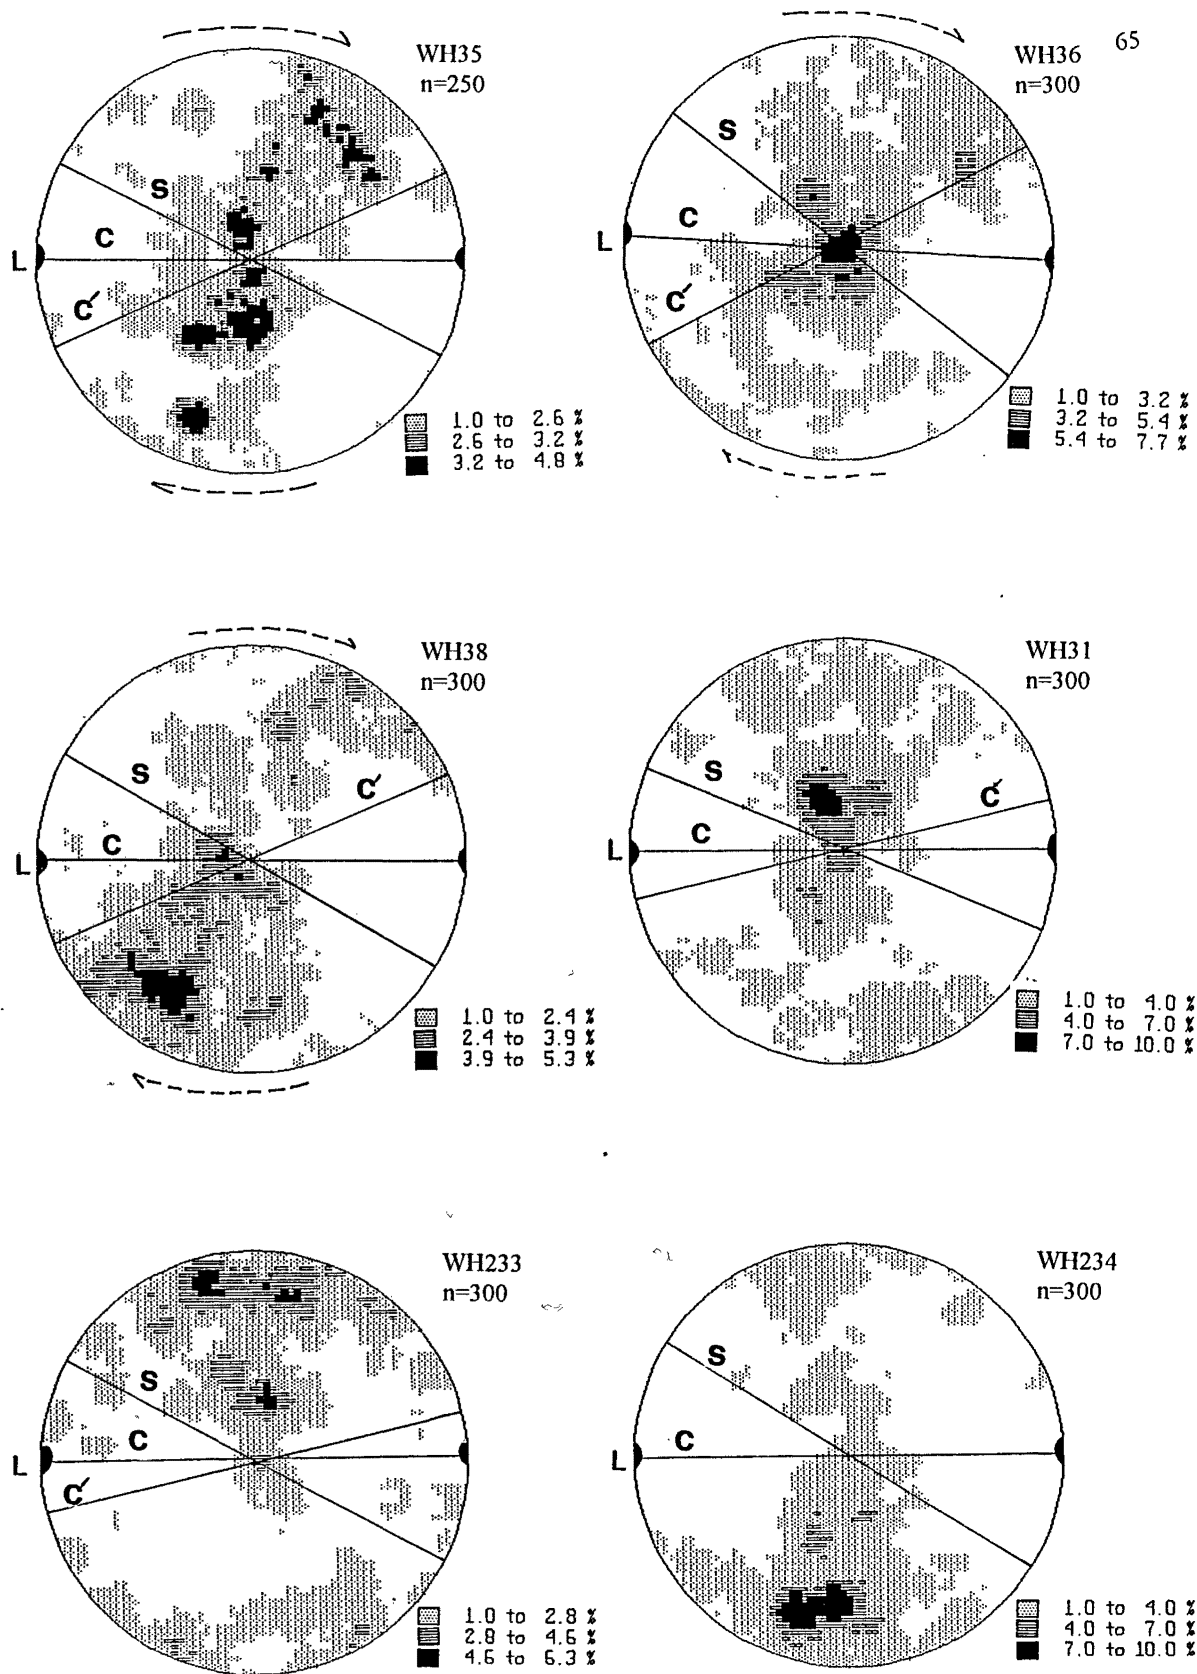 65
WH35
n=250
S
C
L
C′
1.0 to 2.6 %
2.6 to 3.2 %
3.2 to 4.8 %
WH36
n=300
S
C
L
C′
1.0 to 3.2 %
3.2 to 5.4 %
5.4 to 7.7 %
WH38
n=300
S
C′
C
L
1.0 to 2.4 %
2.4 to 3.9 %
3.9 to 5.3 %
WH31
n=300
S
C′
C
L
1.0 to 4.0 %
4.0 to 7.0 %
7.0 to 10.0 %
WH233
n=300
S
C
L
C′
1.0 to 2.8 %
2.8 to 4.6 %
4.6 to 6.3 %
WH234
n=300
S
C
L
1.0 to 4.0 %
4.0 to 7.0 %
7.0 to 10.0 %